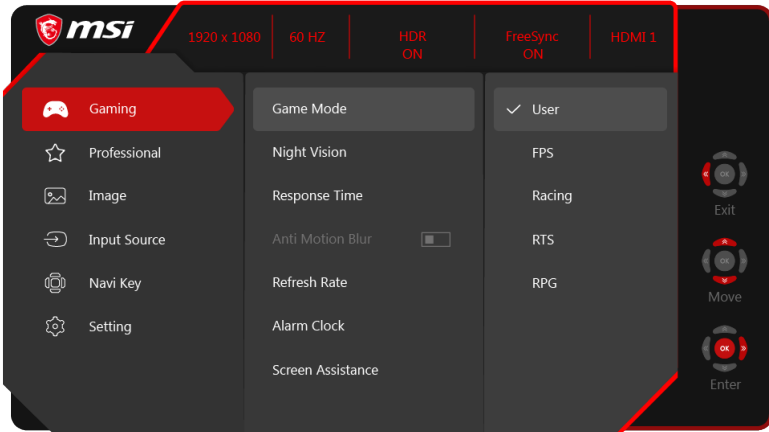 msi
1920 x 1080 60 HZ HDR ON FreeSync ON HDMI 1
Gaming
Professional
Image
Input Source
Navi Key
Setting
Game Mode
Night Vision
Response Time
Anti Motion Blur
Refresh Rate
Alarm Clock
Screen Assistance
User
FPS
Racing
RTS
RPG
OK
Exit
OK
Move
OK
Enter